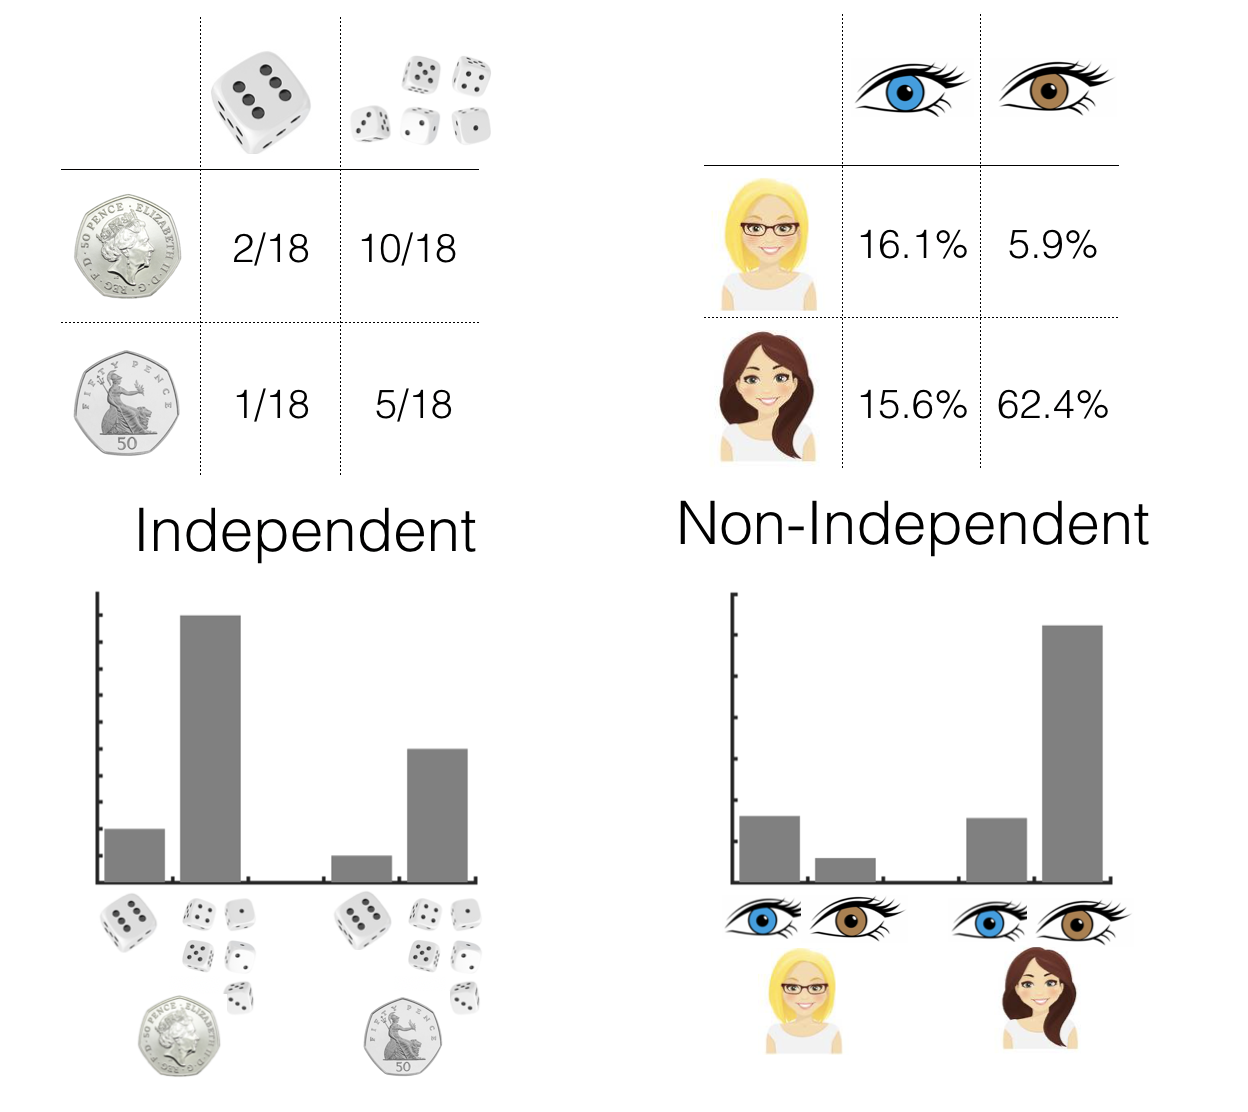 50 PENCE · ELIZABETH II · D · G · REG · F · D ·
2/18 10/18
FIFTY PENCE
50
1/18 5/18
16.1% 5.9%
15.6% 62.4%
Independent
Non-Independent
50 PENCE · ELIZABETH II · D · G · REG · F · D ·
FIFTY PENCE
50